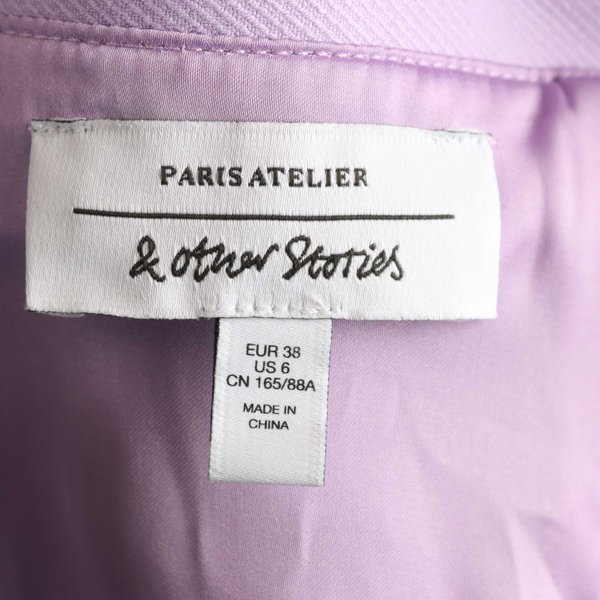 PARIS ATELIER
& other Stories
EUR 38
US 6
CN 165/88A
MADE IN
CHINA